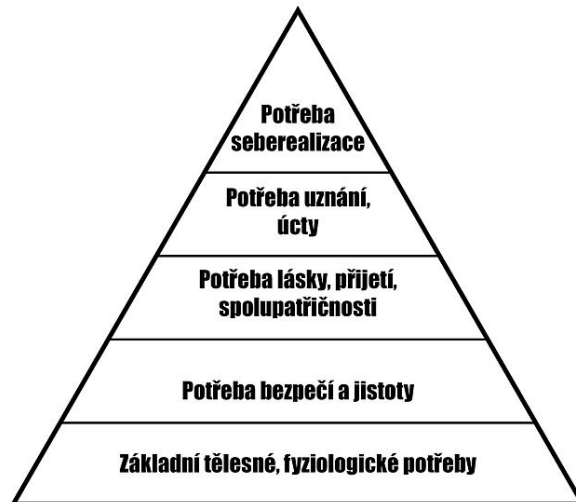 Potřeba
seberealizace
Potřeba uznání,
úcty
Potřeba lásky, přijetí,
spolupatřičnosti
Potřeba bezpečí a jistoty
Základní tělesné, fyziologické potřeby